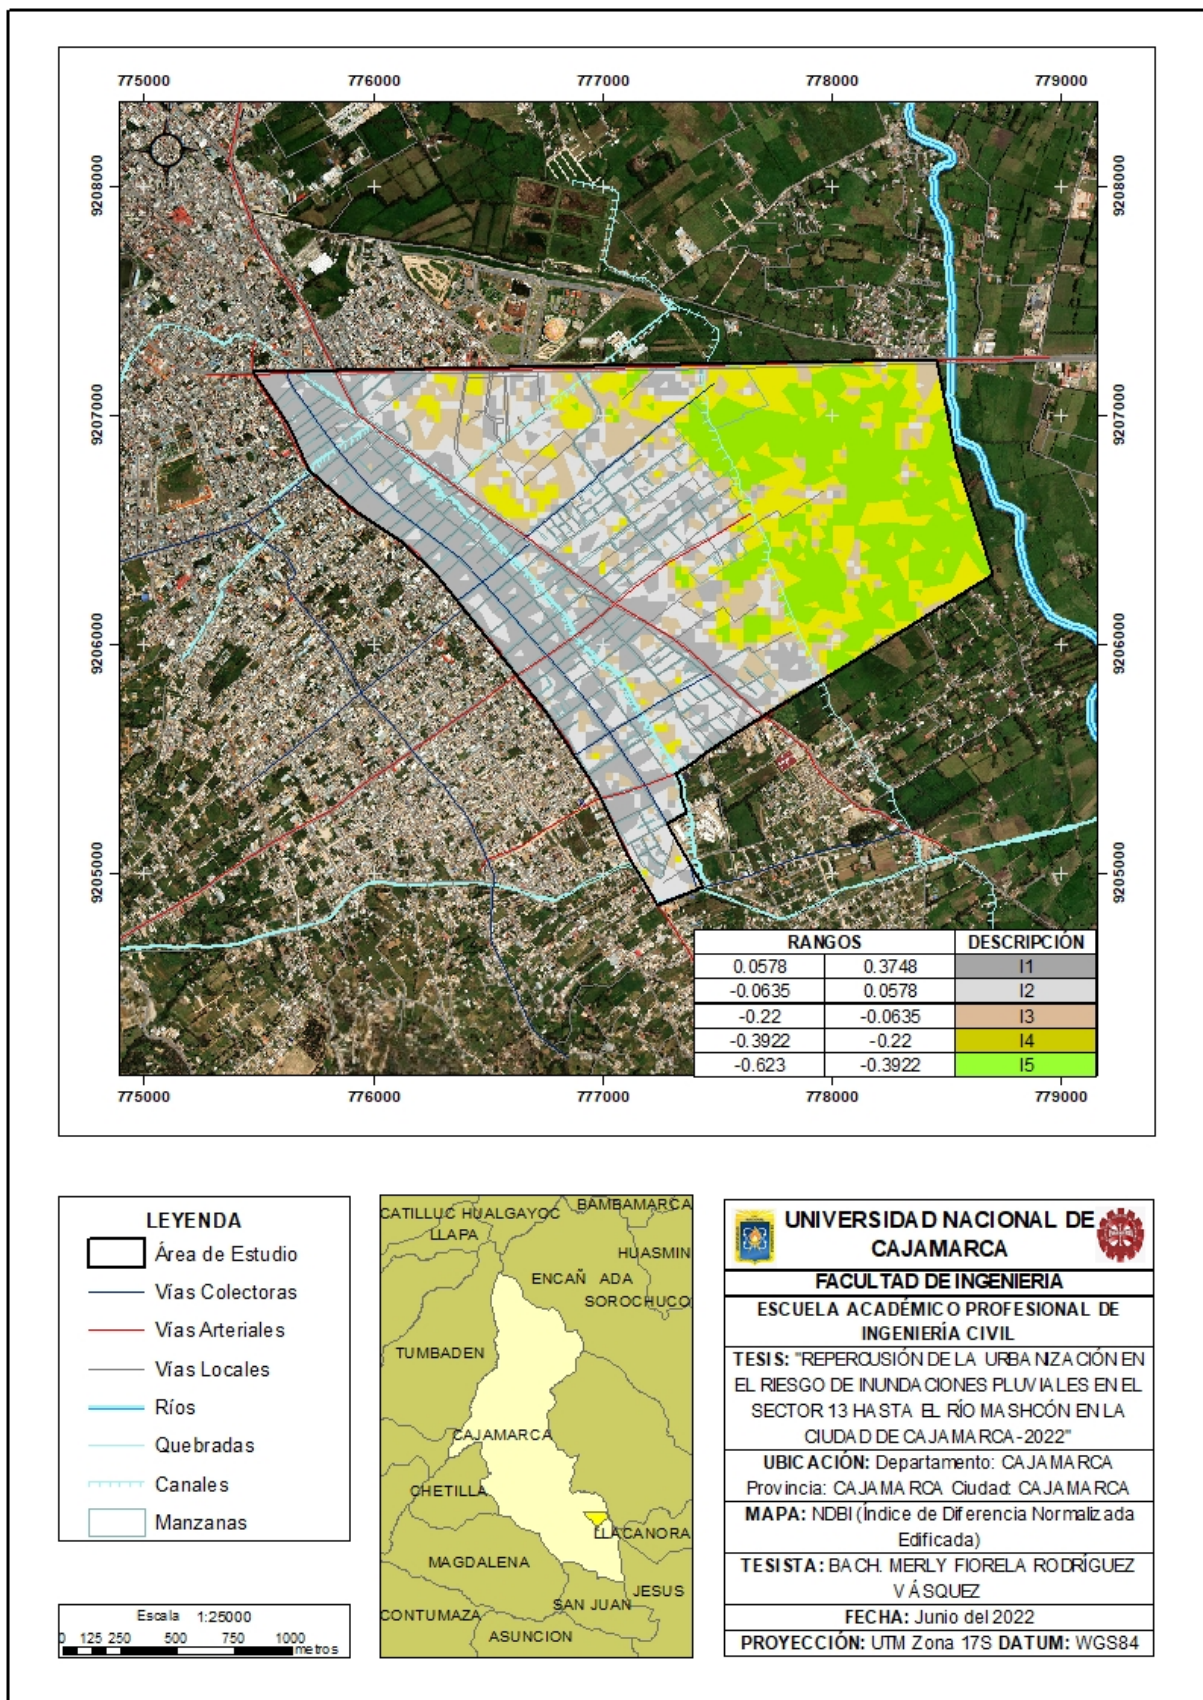 775000 776000 777000 778000 779000
9208000 9208000
9207000 9207000
9206000 9206000
9205000 9205000
RANGOS DESCRIPCIÓN
0.0578 0.3748 I1
-0.0635 0.0578 I2
-0.22 -0.0635 I3
-0.3922 -0.22 I4
-0.623 -0.3922 I5
775000 776000 777000 778000 779000
LEYENDA
Área de Estudio
Vías Colectoras
Vías Arteriales
Vías Locales
Ríos
Quebradas
Canales
Manzanas
Escala 1:25000
0 125 250 500 750 1000
metros
CATILLUC HUALGAYOC BAMBAMARCA
LLAPA
HUASMIN
ENCAÑADA
SOROCHUCO
TUMBADEN
CAJAMARCA
CHETILLA
LLACANORA
MAGDALENA
JESUS
SAN JUAN
CONTUMAZA
ASUNCION
UNIVERSIDAD NACIONAL DE
CAJAMARCA
FACULTAD DE INGENIERIA
ESCUELA ACADÉMICO PROFESIONAL DE
INGENIERÍA CIVIL
TESIS: "REPERCUSIÓN DE LA URBANIZACIÓN EN
EL RIESGO DE INUNDACIONES PLUVIALES EN EL
SECTOR 13 HASTA EL RÍO MASHCÓN EN LA
CIUDAD DE CAJAMARCA-2022"
UBICACIÓN: Departamento: CAJAMARCA
Provincia: CAJAMARCA Ciudad: CAJAMARCA
MAPA: NDBI (Índice de Diferencia Normalizada
Edificada)
TESISTA: BACH. MERLY FIORELA RODRÍGUEZ
VÁSQUEZ
FECHA: Junio del 2022
PROYECCIÓN: UTM Zona 17S DATUM: WGS84